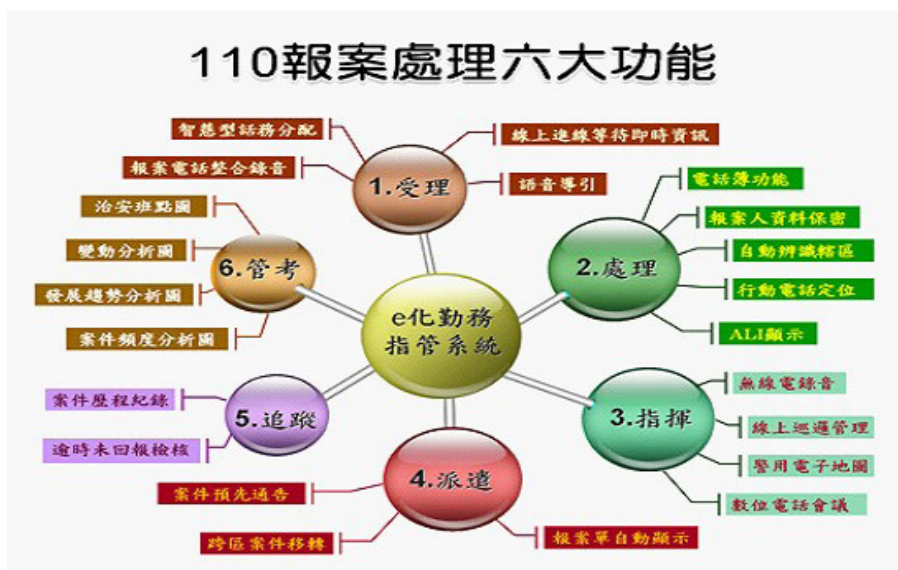 110報案處理六大功能
智慧型話務分配
報案電話整合錄音
1.受理
線上進線等待即時資訊
語音導引
電話簿功能
報案人資料保密
2.處理
自動辨識轄區
行動電話定位
ALI顯示
無線電錄音
3.指揮
線上巡邏管理
警用電子地圖
數位電話會議
4.派遣
案件預先通告
跨區案件移轉
報案單自動顯示
5.追蹤
案件歷程紀錄
逾時未回報檢核
6.管考
治安斑點圖
變動分析圖
發展趨勢分析圖
案件頻度分析圖
e化勤務
指管系統